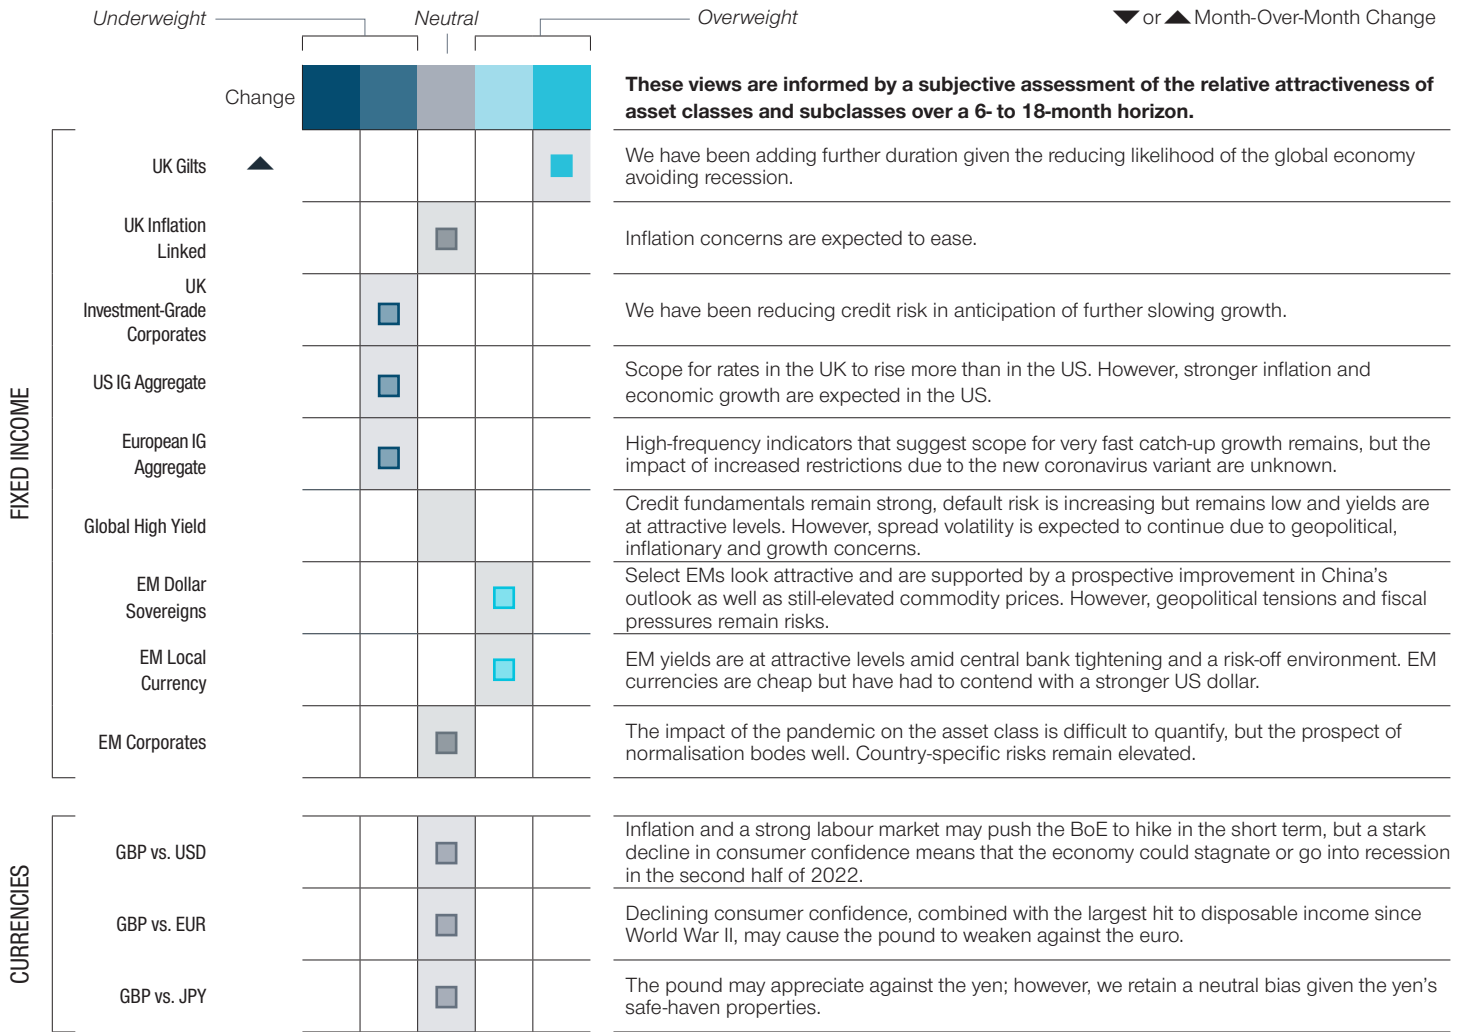 Underweight
Neutral
Overweight
▼ or ▲ Month-Over-Month Change
Change
These views are informed by a subjective assessment of the relative attractiveness of
asset classes and subclasses over a 6- to 18-month horizon.
FIXED INCOME
UK Gilts
We have been adding further duration given the reducing likelihood of the global economy
avoiding recession.
UK Inflation
Linked
Inflation concerns are expected to ease.
UK
Investment-Grade
Corporates
We have been reducing credit risk in anticipation of further slowing growth.
US IG Aggregate
Scope for rates in the UK to rise more than in the US. However, stronger inflation and
economic growth are expected in the US.
European IG
Aggregate
High-frequency indicators that suggest scope for very fast catch-up growth remains, but the
impact of increased restrictions due to the new coronavirus variant are unknown.
Global High Yield
Credit fundamentals remain strong, default risk is increasing but remains low and yields are
at attractive levels. However, spread volatility is expected to continue due to geopolitical,
inflationary and growth concerns.
EM Dollar
Sovereigns
Select EMs look attractive and are supported by a prospective improvement in China's
outlook as well as still-elevated commodity prices. However, geopolitical tensions and fiscal
pressures remain risks.
EM Local
Currency
EM yields are at attractive levels amid central bank tightening and a risk-off environment. EM
currencies are cheap but have had to contend with a stronger US dollar.
EM Corporates
The impact of the pandemic on the asset class is difficult to quantify, but the prospect of
normalisation bodes well. Country-specific risks remain elevated.
CURRENCIES
GBP vs. USD
Inflation and a strong labour market may push the BoE to hike in the short term, but a stark
decline in consumer confidence means that the economy could stagnate or go into recession
in the second half of 2022.
GBP vs. EUR
Declining consumer confidence, combined with the largest hit to disposable income since
World War II, may cause the pound to weaken against the euro.
GBP vs. JPY
The pound may appreciate against the yen; however, we retain a neutral bias given the yen's
safe-haven properties.